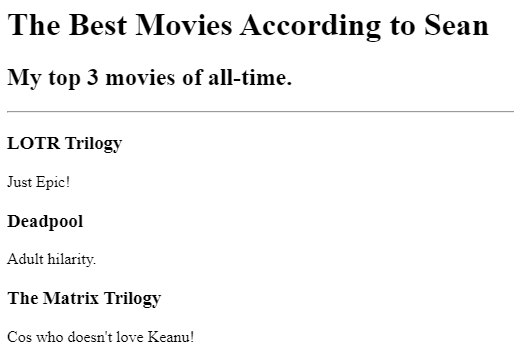 The Best Movies According to Sean
My top 3 movies of all-time.
LOTR Trilogy
Just Epic!
Deadpool
Adult hilarity.
The Matrix Trilogy
Cos who doesn't love Keanu!